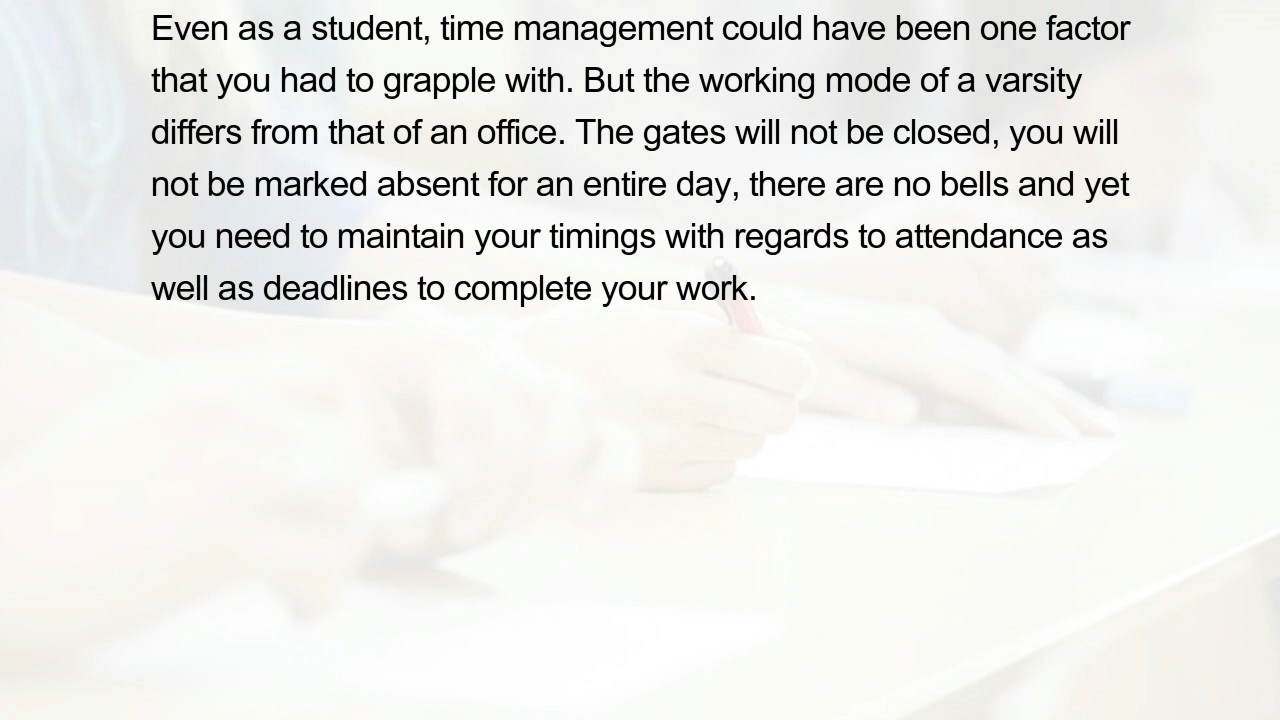 Even as a student, time management could have been one factor
that you had to grapple with. But the working mode of a varsity
differs from that of an office. The gates will not be closed, you will
not be marked absent for an entire day, there are no bells and yet
you need to maintain your timings with regards to attendance as
well as deadlines to complete your work.